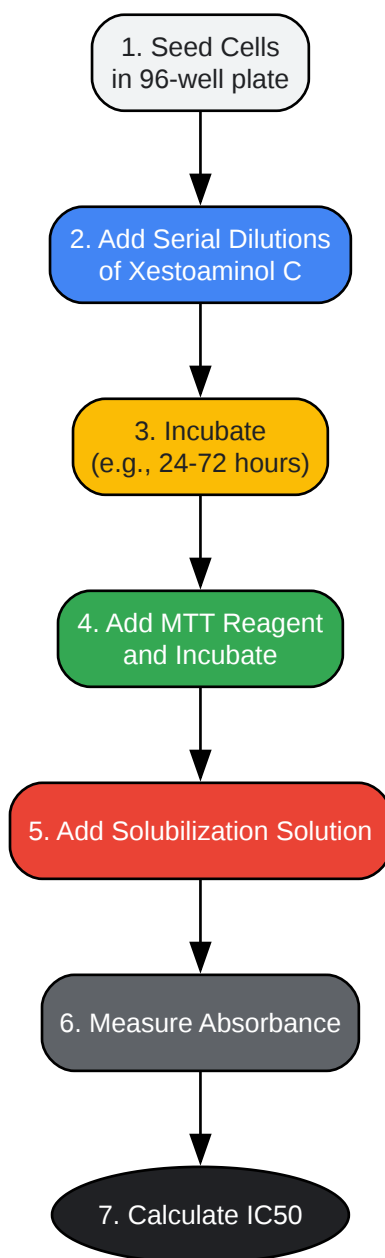 1. Seed Cells
in 96-well plate
2. Add Serial Dilutions
of Xestoaminol C
3. Incubate
(e.g., 24-72 hours)
4. Add MTT Reagent
and Incubate
5. Add Solubilization Solution
6. Measure Absorbance
7. Calculate IC50